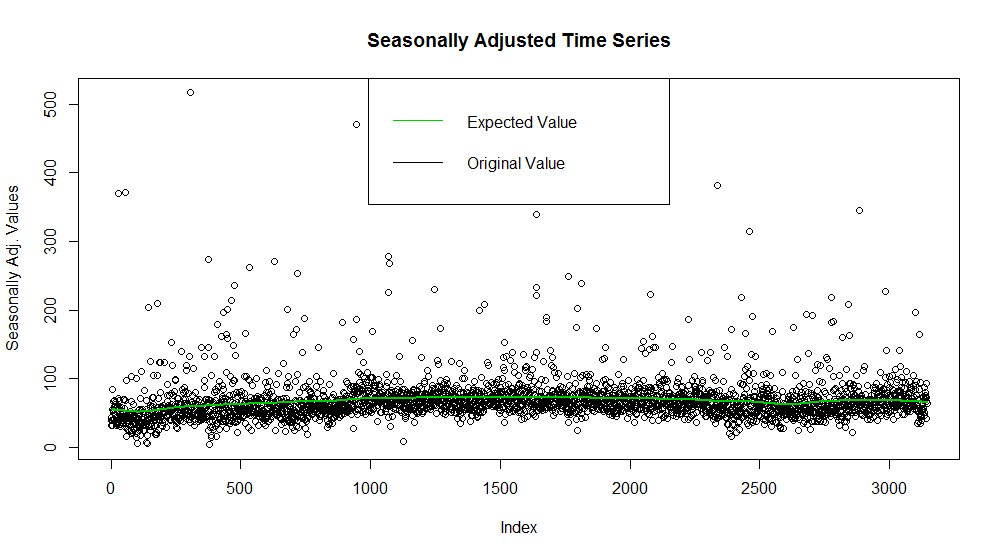 Seasonally Adjusted Time Series
Seasonally Adj. Values
500
400
300
200
100
0
Expected Value
Original Value
0 500 1000 1500 2000 2500 3000
Index